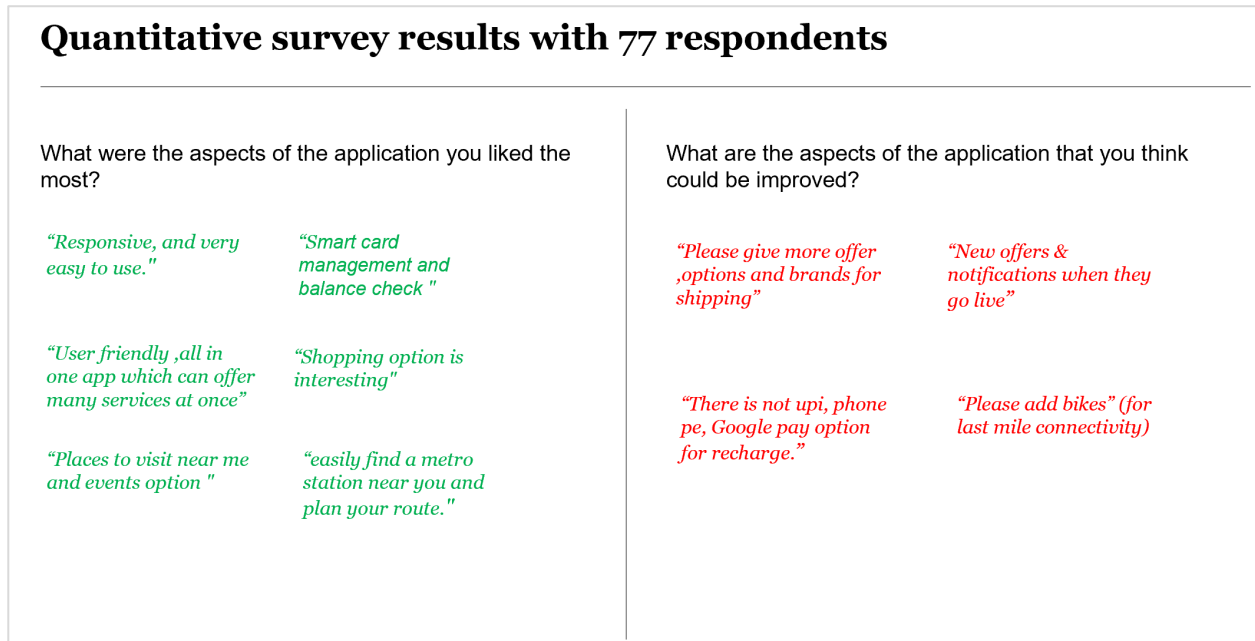 Quantitative survey results with 77 respondents
What were the aspects of the application you liked the
most?
“Responsive, and very
easy to use."
“Smart card
management and
balance check "
“User friendly ,all in
one app which can offer
many services at once”
“Shopping option is
interesting"
“Places to visit near me
and events option "
“easily find a metro
station near you and
plan your route."
What are the aspects of the application that you think
could be improved?
“Please give more offer
,options and brands for
shipping”
“New offers &
notifications when they
go live”
“There is not upi, phone
pe, Google pay option
for recharge.”
“Please add bikes” (for
last mile connectivity)